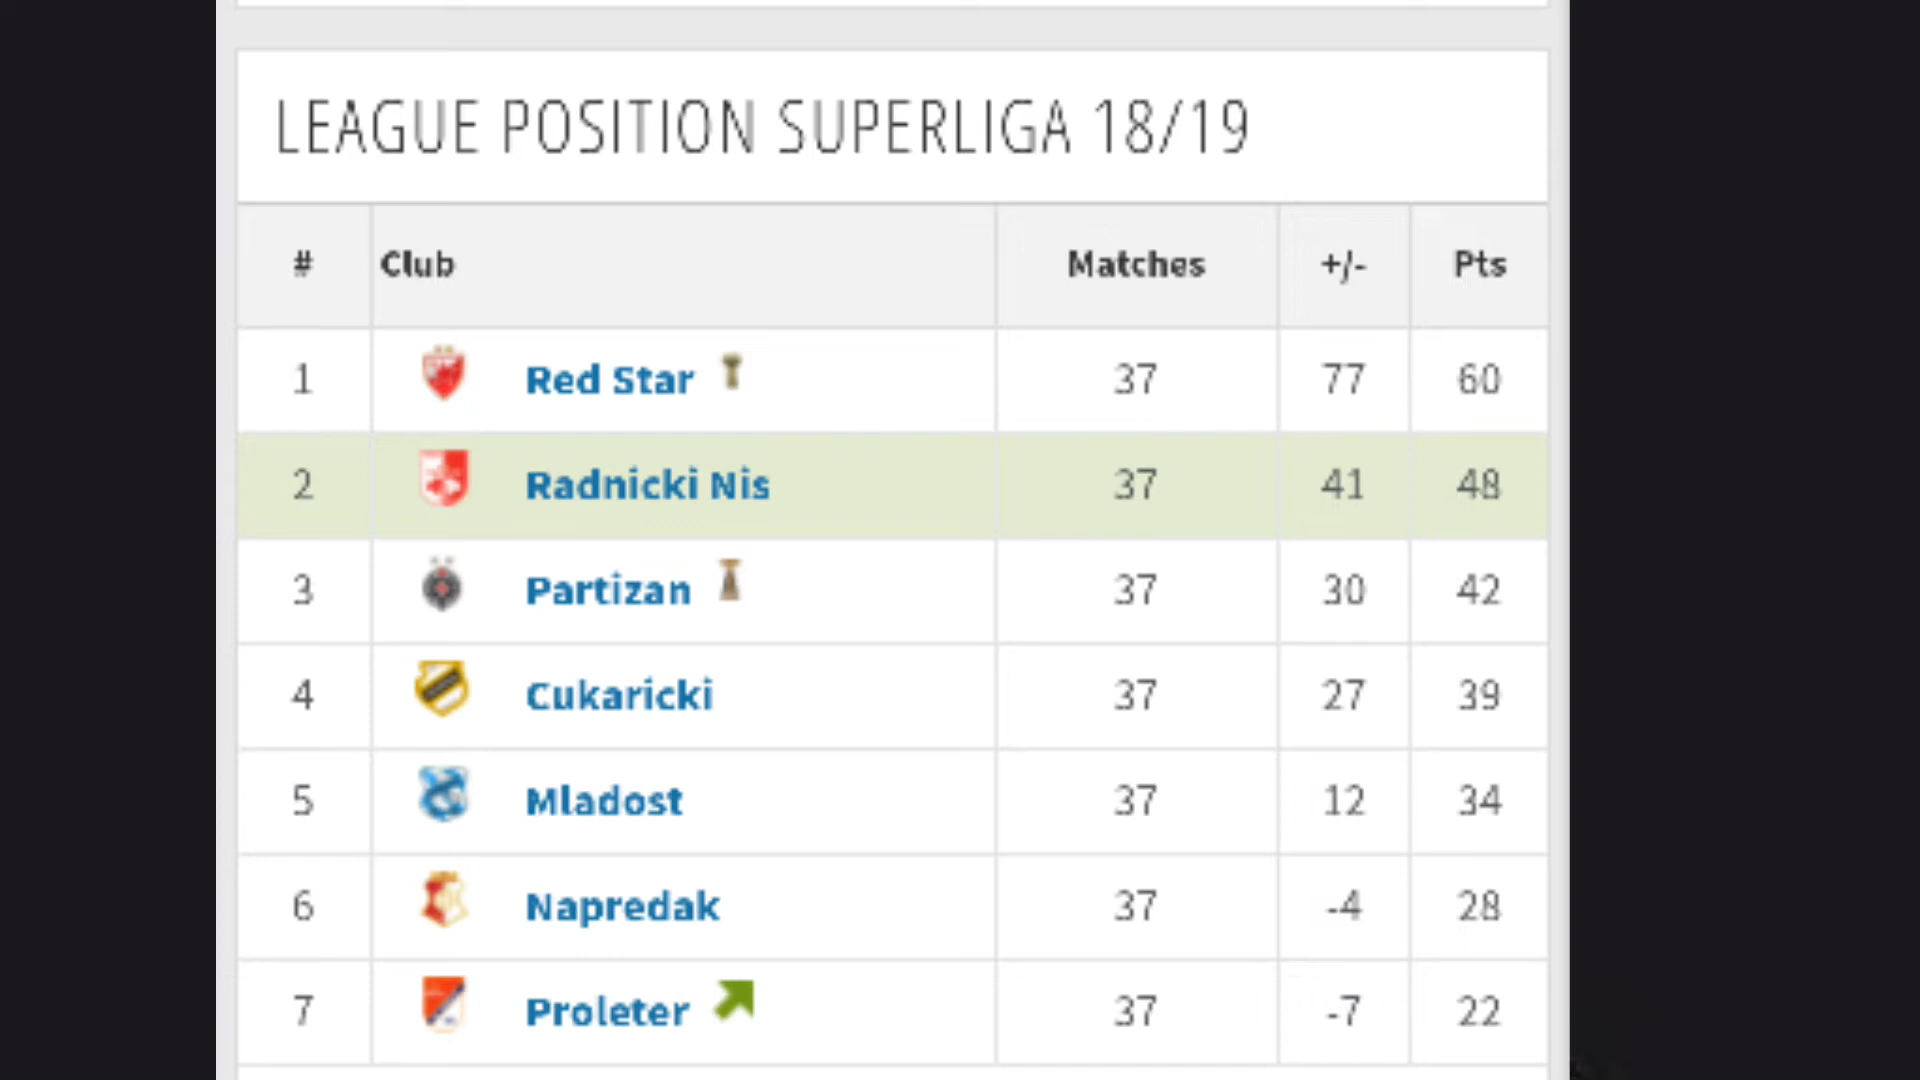 LEAGUE POSITION SUPERLIGA 18/19
# Club Matches +/- Pts
1 Red Star 37 77 60
2 Radnicki Nis 37 41 48
3 Partizan 37 30 42
4 Cukaricki 37 27 39
5 Mladost 37 12 34
6 Napredak 37 -4 28
7 Proleter 37 -7 22